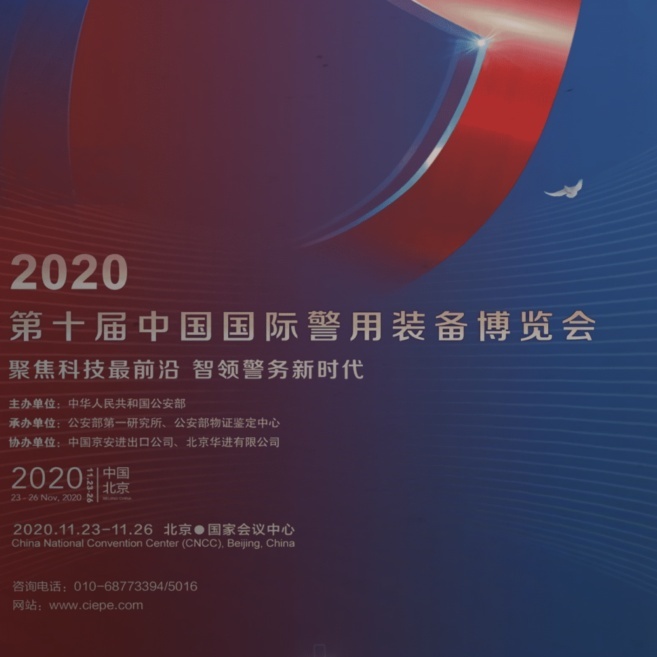 2020
第十届中国国际警用装备博览会
聚焦科技最前沿 智领警务新时代
主办单位：中华人民共和国公安部
承办单位：公安部第一研究所、公安部物证鉴定中心
协办单位：中国京安进出口公司、北京华进有限公司
2020 11.23-26 中国
北京
23-26 Nov, 2020
2020.11.23-11.26 北京●国家会议中心
China National Convention Center (CNCC), Beijing, China
咨询电话：010-68773394/5016
网站：www.ciepe.com